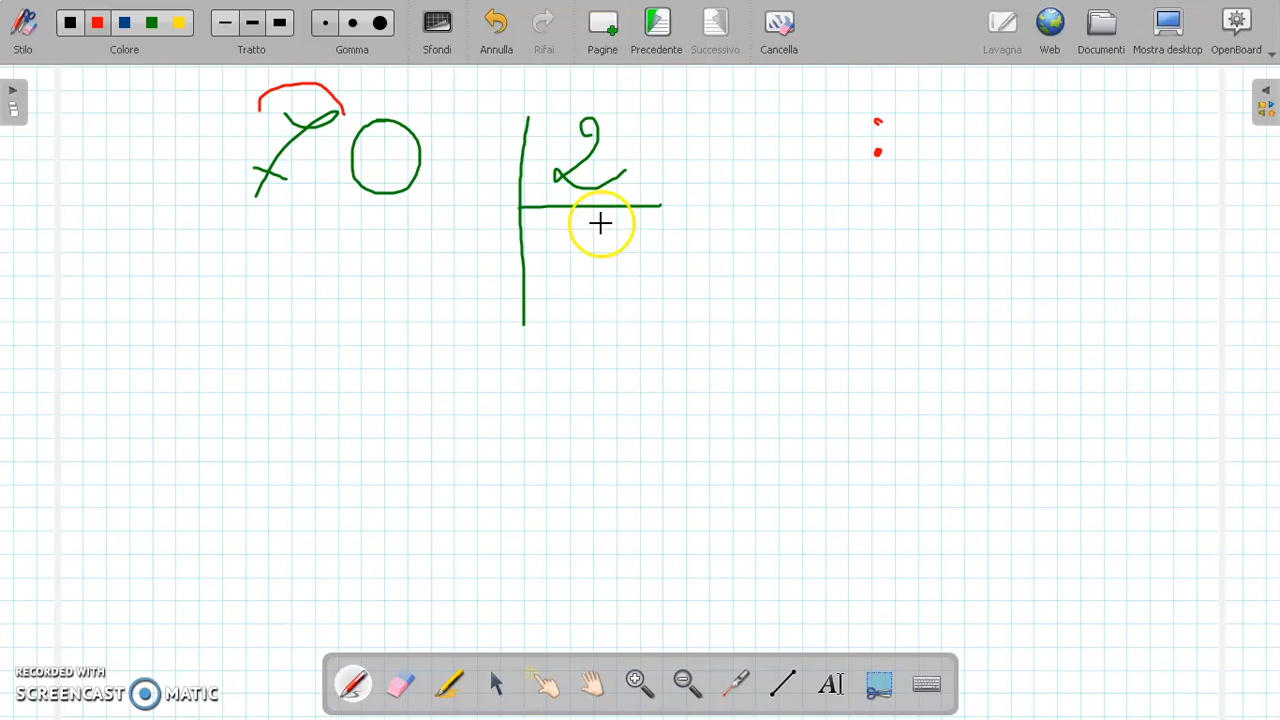 Stilo Colore Tratto Gomma Sfondi Annulla Rifai Pagine Precedente Successivo Cancella Lavagna Web Documenti Mostra desktop OpenBoard
70 2 :
RECORDED WITH
SCREENCAST MATIC